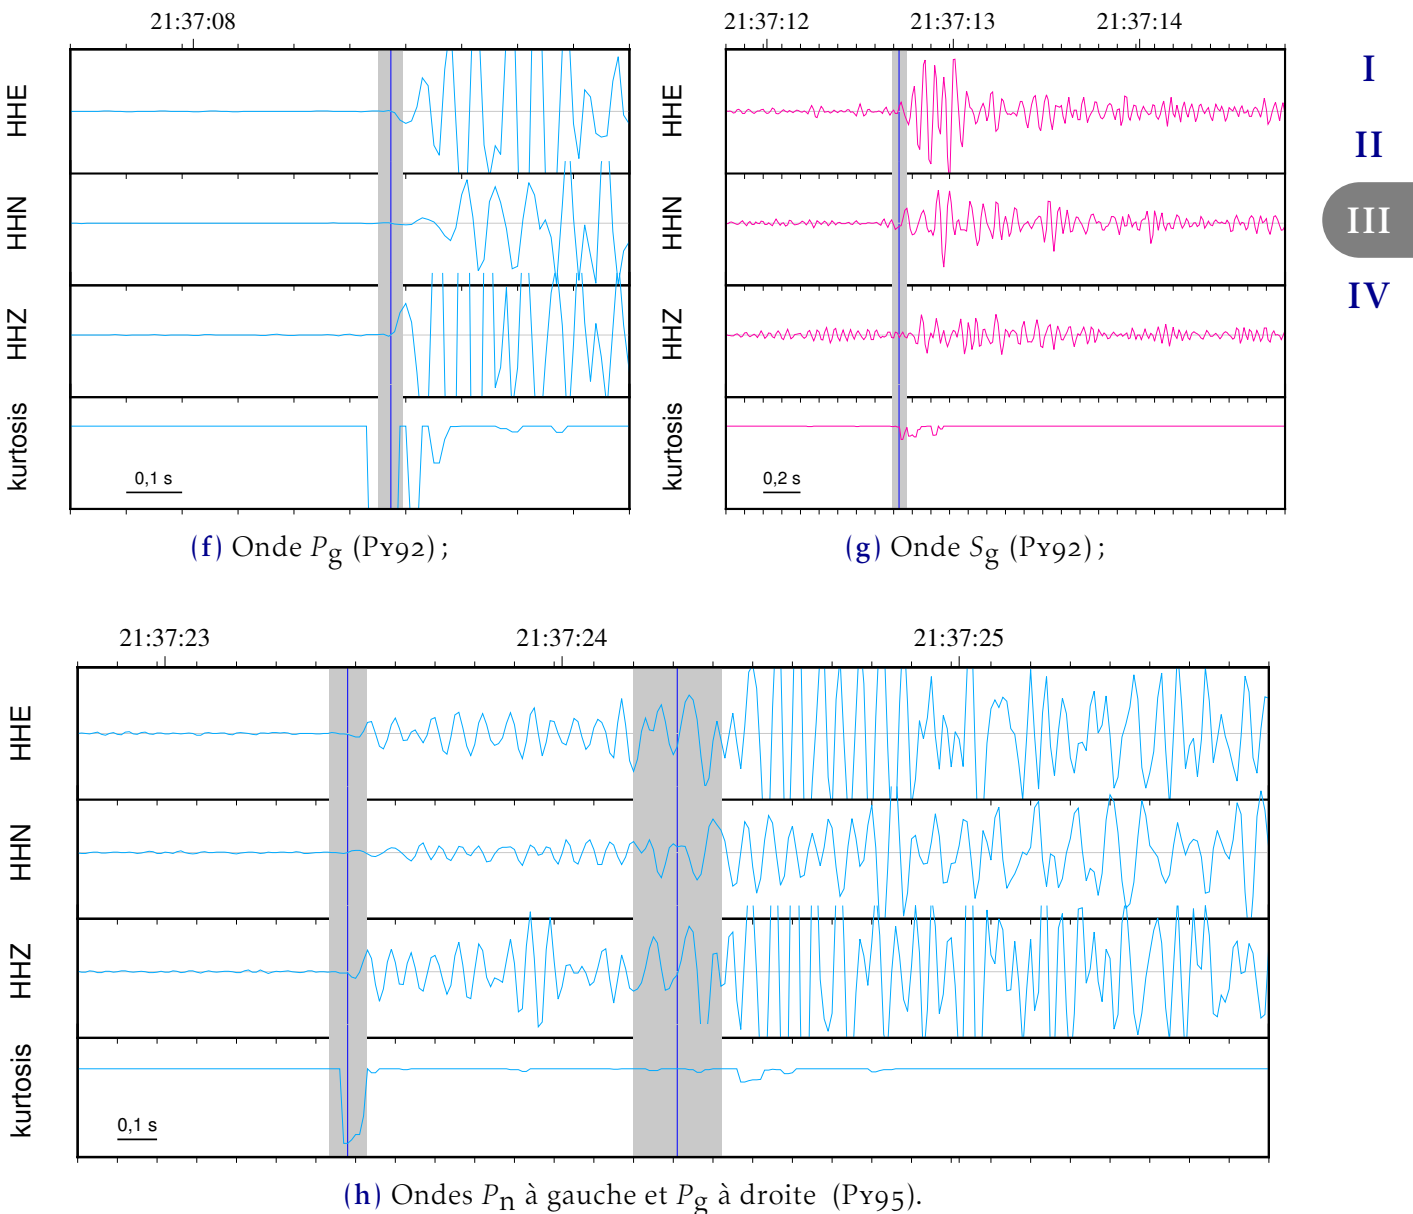 21:37:08
HHE
HHN
HHZ
kurtosis
0,1 s
(f) Onde Pg (Py92) ;
21:37:12 21:37:13 21:37:14
HHE
HHN
HHZ
kurtosis
0,2 s
(g) Onde Sg (Py92) ;
I
II
III
IV
21:37:23 21:37:24 21:37:25
HHE
HHN
HHZ
kurtosis
0,1 s
(h) Ondes Pn à gauche et Pg à droite (Py95).